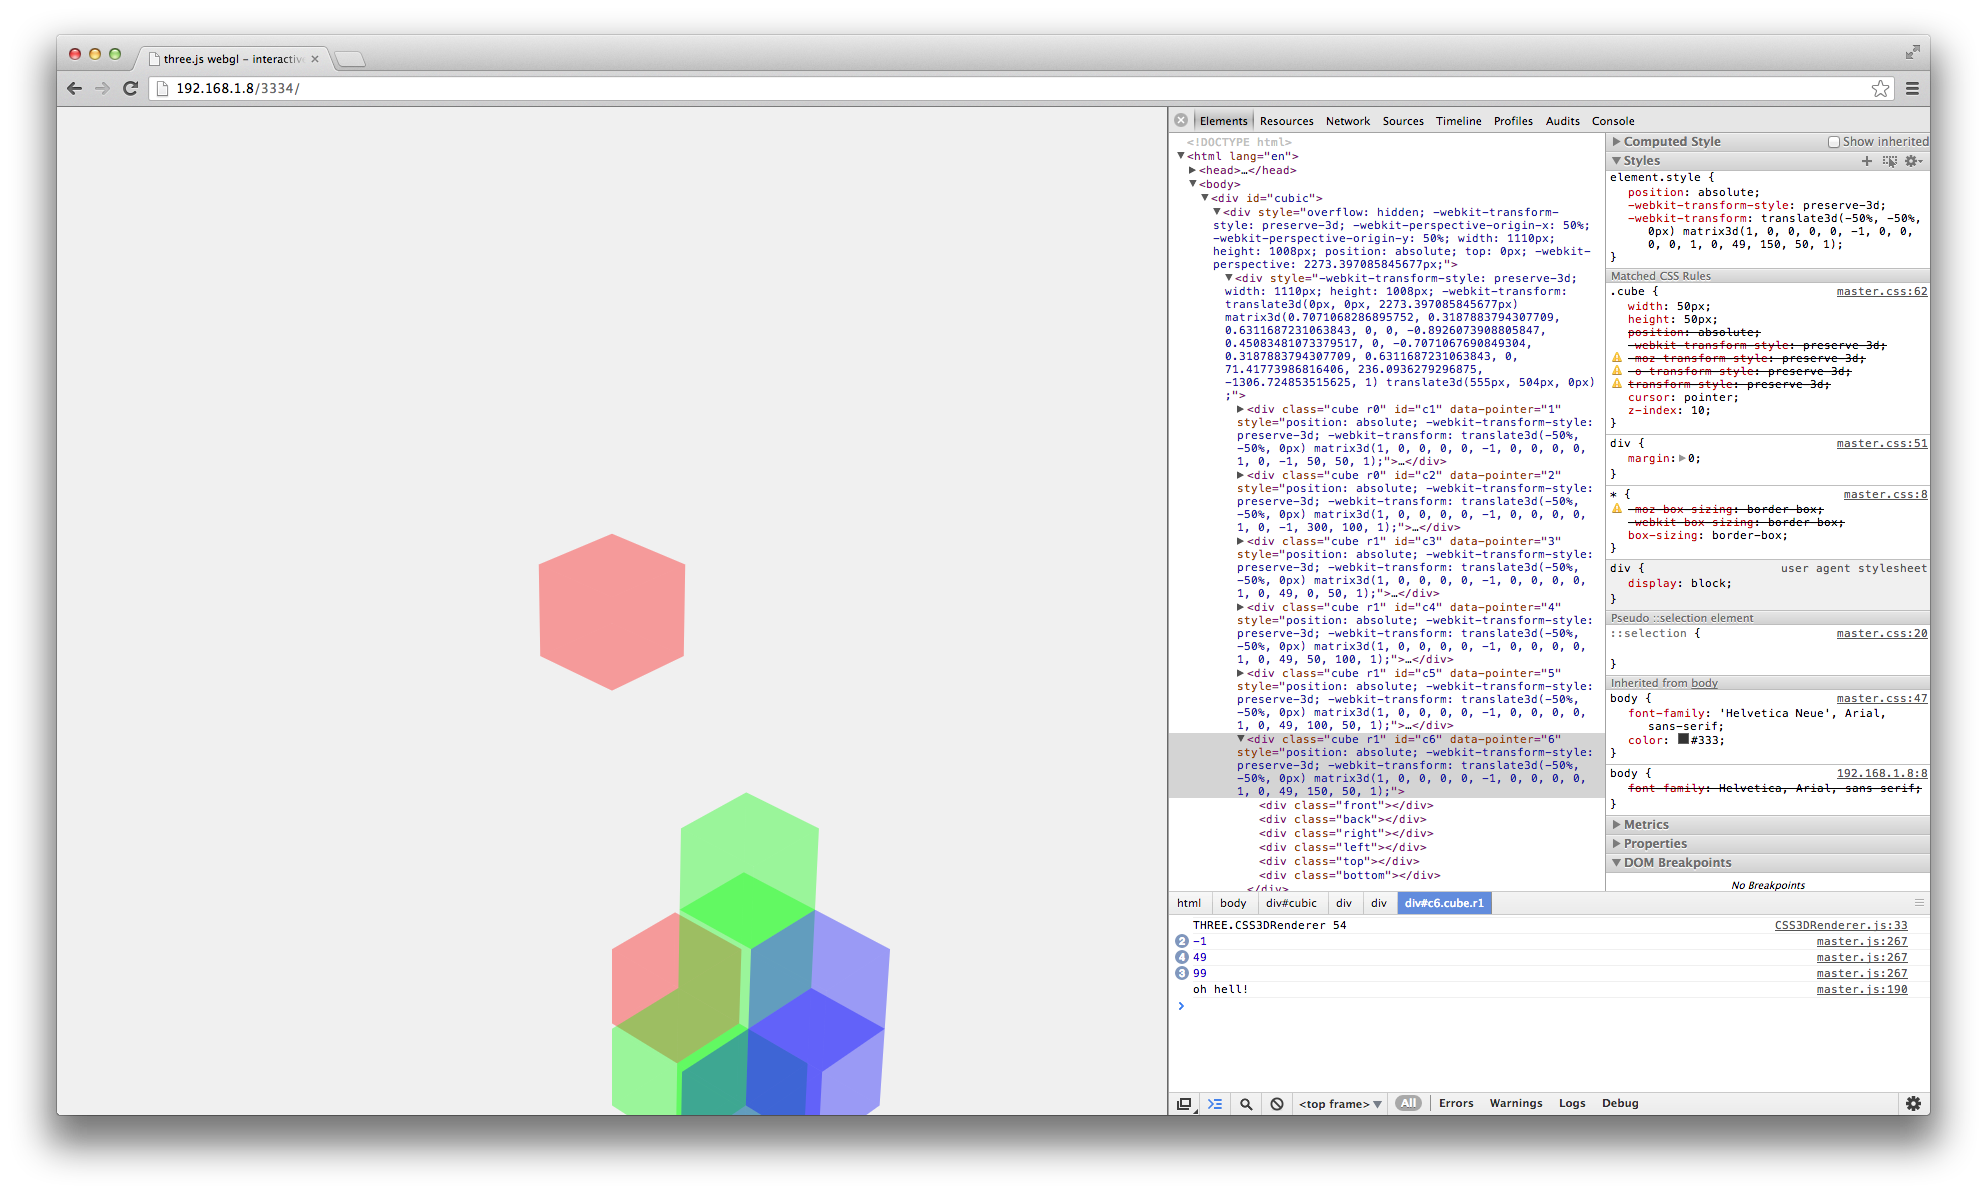 three.js webgl - interactive
192.168.1.8/3334/
Elements Resources Network Sources Timeline Profiles Audits Console
<!DOCTYPE html>
<html lang="en">
<head>…</head>
<body>
<div id="cubic">
<div style="overflow: hidden; -webkit-transform-
style: preserve-3d; -webkit-perspective-origin-x: 50%;
-webkit-perspective-origin-y: 50%; width: 1110px;
height: 1008px; position: absolute; top: 0px; -webkit-
perspective: 2273.397085845677px;">
<div style="-webkit-transform-style: preserve-3d;
width: 1110px; height: 1008px; -webkit-transform:
translate3d(0px, 0px, 2273.397085845677px)
matrix3d(0.7071068286895752, 0.3187883794307709,
0.6311687231063843, 0, 0, -0.8926073908805847,
0.45083481073379517, 0, -0.7071067690849304,
0.3187883794307709, 0.6311687231063843, 0,
71.41773986816406, 236.0936279296875,
-1306.724853515625, 1) translate3d(555px, 504px, 0px)
;">
<div class="cube r0" id="c1" data-pointer="1"
style="position: absolute; -webkit-transform-style:
preserve-3d; -webkit-transform: translate3d(-50%,
-50%, 0px) matrix3d(1, 0, 0, 0, 0, -1, 0, 0, 0, 0,
1, 0, -1, 50, 50, 1);">…</div>
<div class="cube r0" id="c2" data-pointer="2"
style="position: absolute; -webkit-transform-style:
preserve-3d; -webkit-transform: translate3d(-50%,
-50%, 0px) matrix3d(1, 0, 0, 0, 0, -1, 0, 0, 0, 0,
1, 0, -1, 300, 100, 1);">…</div>
<div class="cube r1" id="c3" data-pointer="3"
style="position: absolute; -webkit-transform-style:
preserve-3d; -webkit-transform: translate3d(-50%,
-50%, 0px) matrix3d(1, 0, 0, 0, 0, -1, 0, 0, 0, 0,
1, 0, 49, 0, 50, 1);">…</div>
<div class="cube r1" id="c4" data-pointer="4"
style="position: absolute; -webkit-transform-style:
preserve-3d; -webkit-transform: translate3d(-50%,
-50%, 0px) matrix3d(1, 0, 0, 0, 0, -1, 0, 0, 0, 0,
1, 0, 49, 50, 100, 1);">…</div>
<div class="cube r1" id="c5" data-pointer="5"
style="position: absolute; -webkit-transform-style:
preserve-3d; -webkit-transform: translate3d(-50%,
-50%, 0px) matrix3d(1, 0, 0, 0, 0, -1, 0, 0, 0, 0,
1, 0, 49, 100, 50, 1);">…</div>
<div class="cube r1" id="c6" data-pointer="6"
style="position: absolute; -webkit-transform-style:
preserve-3d; -webkit-transform: translate3d(-50%,
-50%, 0px) matrix3d(1, 0, 0, 0, 0, -1, 0, 0, 0, 0,
1, 0, 49, 150, 50, 1);">
<div class="front"></div>
<div class="back"></div>
<div class="right"></div>
<div class="left"></div>
<div class="top"></div>
<div class="bottom"></div>
</div>
Computed Style Show inherited
Styles
element.style {
position: absolute;
-webkit-transform-style: preserve-3d;
-webkit-transform: translate3d(-50%, -50%,
0px) matrix3d(1, 0, 0, 0, 0, -1, 0, 0,
0, 0, 1, 0, 49, 150, 50, 1);
}
Matched CSS Rules
.cube { master.css:62
width: 50px;
height: 50px;
position: absolute;
-webkit-transform-style: preserve-3d;
-moz-transform-style: preserve-3d;
-o-transform-style: preserve-3d;
transform-style: preserve-3d;
cursor: pointer;
z-index: 10;
}
div { master.css:51
margin: 0;
}
* { master.css:8
-moz-box-sizing: border-box;
-webkit-box-sizing: border-box;
box-sizing: border-box;
}
div { user agent stylesheet
display: block;
}
Pseudo ::selection element
::selection { master.css:20
}
Inherited from body
body { master.css:47
font-family: 'Helvetica Neue', Arial,
sans-serif;
color: #333;
}
body { 192.168.1.8:8
font-family: Helvetica, Arial, sans-serif;
}
Metrics
Properties
DOM Breakpoints
No Breakpoints
html body div#cubic div div div#c6.cube.r1
THREE.CSS3DRenderer 54 CSS3DRenderer.js:33
2 -1 master.js:267
4 49 master.js:267
3 99 master.js:267
oh hell! master.js:190
>
<top frame> All Errors Warnings Logs Debug